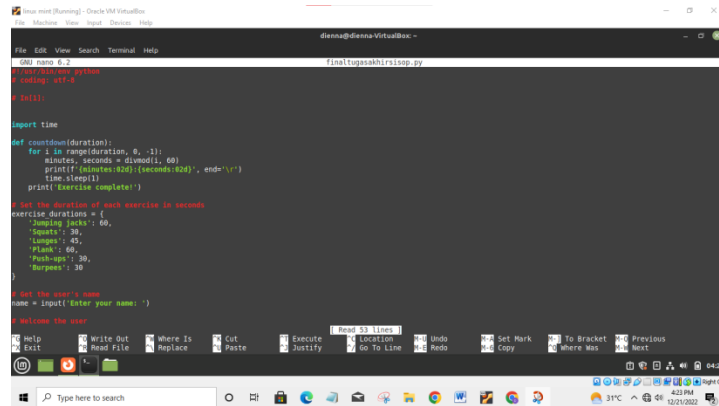 linux mint [Running] - Oracle VM VirtualBox
File Machine View Input Devices Help
dienna@dienna-VirtualBox: ~
File Edit View Search Terminal Help
GNU nano 6.2 finaltugasakhirsisop.py
#!/usr/bin/env python
# coding: utf-8
# In[1]:
import time
def countdown(duration):
    for i in range(duration, 0, -1):
        minutes, seconds = divmod(i, 60)
        print(f'{minutes:02d}:{seconds:02d}', end='\r')
        time.sleep(1)
    print('Exercise complete!')
# Set the duration of each exercise in seconds
exercise_durations = {
    'Jumping jacks': 60,
    'Squats': 30,
    'Lunges': 45,
    'Plank': 60,
    'Push-ups': 30,
    'Burpees': 30
}
# Get the user's name
name = input('Enter your name: ')
# Welcome the user
[ Read 53 lines ]
^G Help ^O Write Out ^W Where Is ^K Cut ^T Execute ^C Location M-U Undo M-A Set Mark M-] To Bracket M-Q Previous
^X Exit ^R Read File ^\ Replace ^U Paste ^J Justify ^/ Go To Line M-E Redo M-6 Copy ^Q Where Was M-W Next
Type here to search
31°C
4:23 PM
12/21/2022